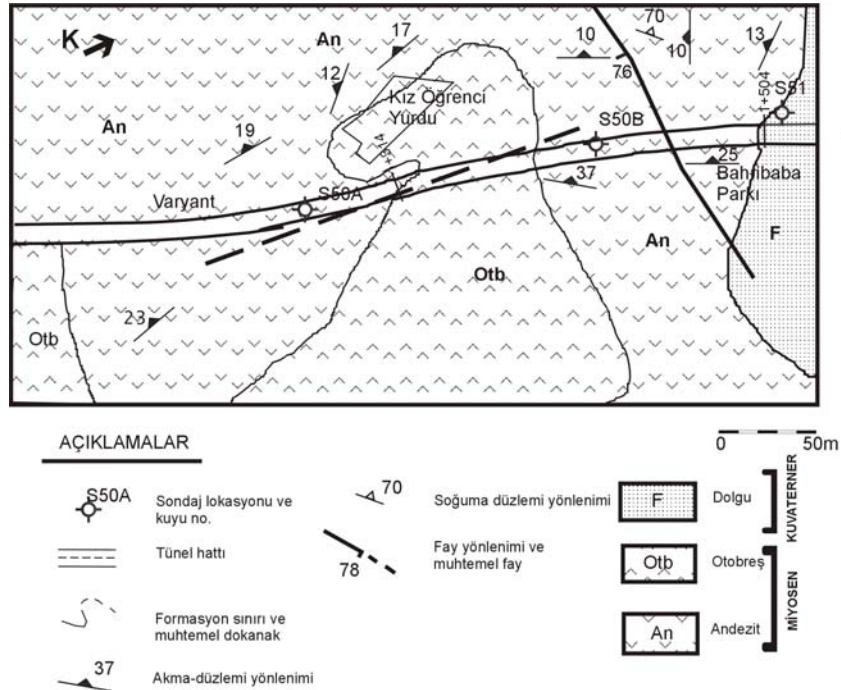 K
An
17
10
70
10
13
76
S51
1+504
12
Kız Öğrenci
Yurdu
S50B
An
19
25
Bahribaba
Parkı
37
S50A
Varyant
F
An
Otb
23
Otb
AÇIKLAMALAR
0 50m
S50A
Sondaj lokasyonu ve
kuyu no.
70
Soğuma düzlemi yönlenimi
F
Dolgu
KUVATERNER
Tünel hattı
78
Fay yönlenimi ve
muhtemel fay
Otb
Otobreş
MİYOSEN
Formasyon sınırı ve
muhtemel dokanak
An
Andezit
37
Akma-düzlemi yönlenimi